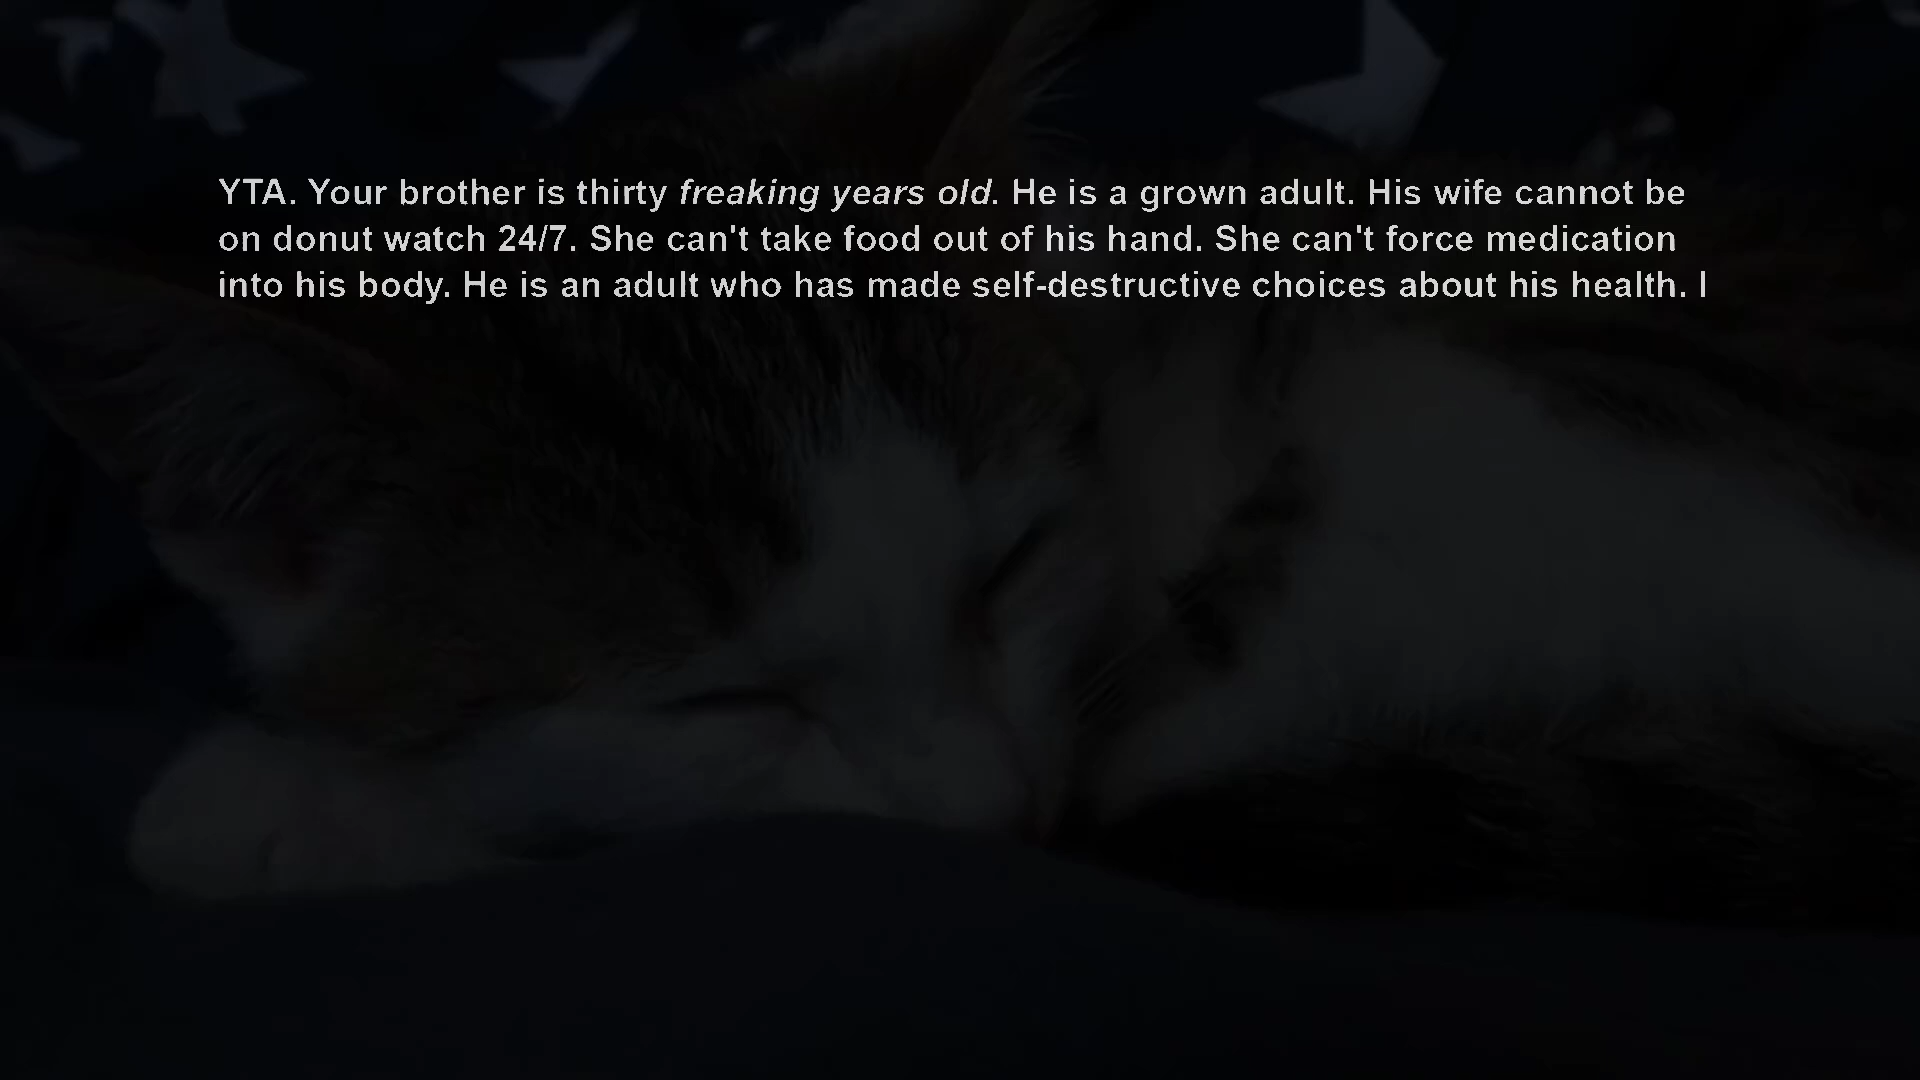 YTA. Your brother is thirty freaking years old. He is a grown adult. His wife cannot be
on donut watch 24/7. She can't take food out of his hand. She can't force medication
into his body. He is an adult who has made self-destructive choices about his health. I